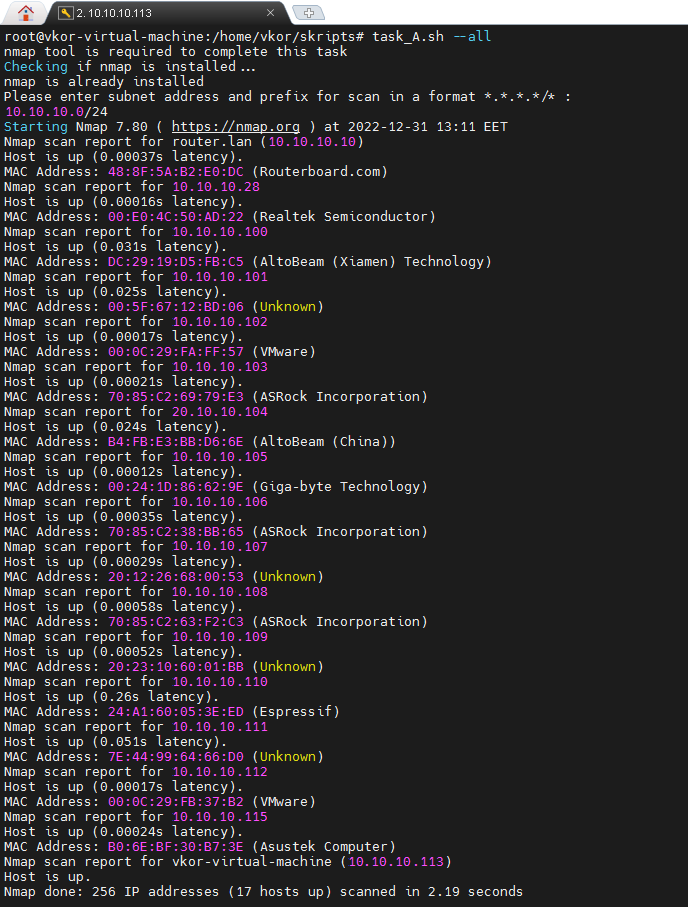 2. 10.10.10.113
root@vkor-virtual-machine:/home/vkor/skripts# task_A.sh --all
nmap tool is required to complete this task
Checking if nmap is installed...
nmap is already installed
Please enter subnet address and prefix for scan in a format *.*.*.*/* :
10.10.10.0/24
Starting Nmap 7.80 ( https://nmap.org ) at 2022-12-31 13:11 EET
Nmap scan report for router.lan (10.10.10.10)
Host is up (0.00037s latency).
MAC Address: 48:8F:5A:B2:E0:DC (Routerboard.com)
Nmap scan report for 10.10.10.28
Host is up (0.00016s latency).
MAC Address: 00:E0:4C:50:AD:22 (Realtek Semiconductor)
Nmap scan report for 10.10.10.100
Host is up (0.031s latency).
MAC Address: DC:29:19:D5:FB:C5 (AltoBeam (Xiamen) Technology)
Nmap scan report for 10.10.10.101
Host is up (0.025s latency).
MAC Address: 00:5F:67:12:BD:06 (Unknown)
Nmap scan report for 10.10.10.102
Host is up (0.00017s latency).
MAC Address: 00:0C:29:FA:FF:57 (VMware)
Nmap scan report for 10.10.10.103
Host is up (0.00021s latency).
MAC Address: 70:85:C2:69:79:E3 (ASRock Incorporation)
Nmap scan report for 20.10.10.104
Host is up (0.024s latency).
MAC Address: B4:FB:E3:BB:D6:6E (AltoBeam (China))
Nmap scan report for 10.10.10.105
Host is up (0.00012s latency).
MAC Address: 00:24:1D:86:62:9E (Giga-byte Technology)
Nmap scan report for 10.10.10.106
Host is up (0.00035s latency).
MAC Address: 70:85:C2:38:BB:65 (ASRock Incorporation)
Nmap scan report for 10.10.10.107
Host is up (0.00029s latency).
MAC Address: 20:12:26:68:00:53 (Unknown)
Nmap scan report for 10.10.10.108
Host is up (0.00058s latency).
MAC Address: 70:85:C2:63:F2:C3 (ASRock Incorporation)
Nmap scan report for 10.10.10.109
Host is up (0.00052s latency).
MAC Address: 20:23:10:60:01:BB (Unknown)
Nmap scan report for 10.10.10.110
Host is up (0.26s latency).
MAC Address: 24:A1:60:05:3E:ED (Espressif)
Nmap scan report for 10.10.10.111
Host is up (0.051s latency).
MAC Address: 7E:44:99:64:66:D0 (Unknown)
Nmap scan report for 10.10.10.112
Host is up (0.00017s latency).
MAC Address: 00:0C:29:FB:37:B2 (VMware)
Nmap scan report for 10.10.10.115
Host is up (0.00024s latency).
MAC Address: B0:6E:BF:30:B7:3E (Asustek Computer)
Nmap scan report for vkor-virtual-machine (10.10.10.113)
Host is up.
Nmap done: 256 IP addresses (17 hosts up) scanned in 2.19 seconds